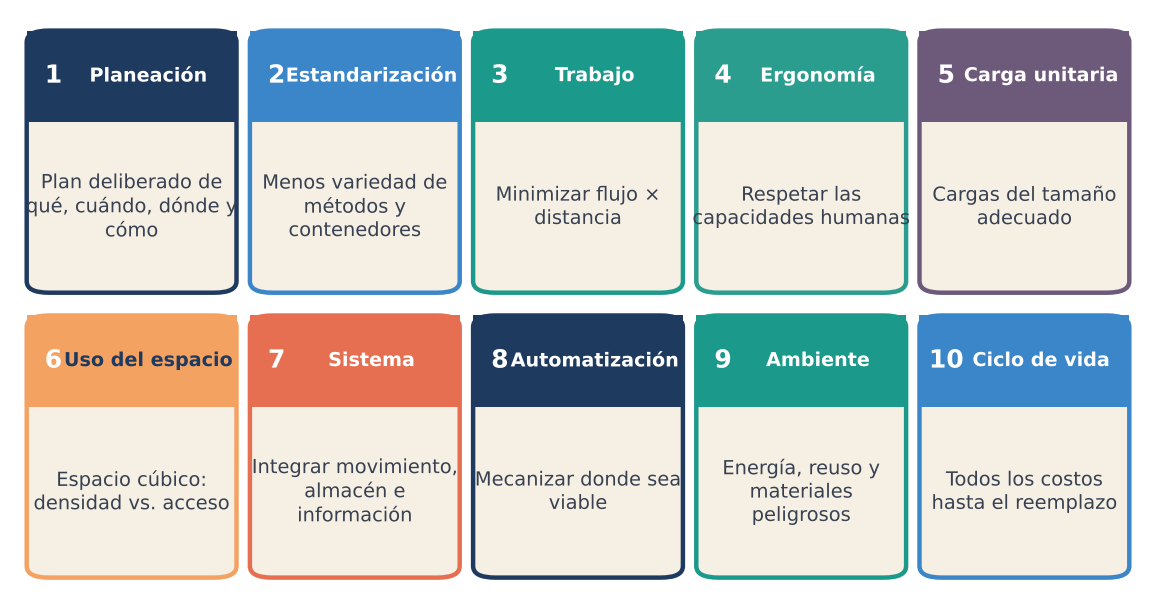 1 Planeación
Plan deliberado de
qué, cuándo, dónde y
cómo
2 Estandarización
Menos variedad de
métodos y
contenedores
3 Trabajo
Minimizar flujo ×
distancia
4 Ergonomía
Respetar las
capacidades humanas
5 Carga unitaria
Cargas del tamaño
adecuado
6 Uso del espacio
Espacio cúbico:
densidad vs. acceso
7 Sistema
Integrar movimiento,
almacén e
información
8 Automatización
Mecanizar donde sea
viable
9 Ambiente
Energía, reuso y
materiales
peligrosos
10 Ciclo de vida
Todos los costos
hasta el reemplazo